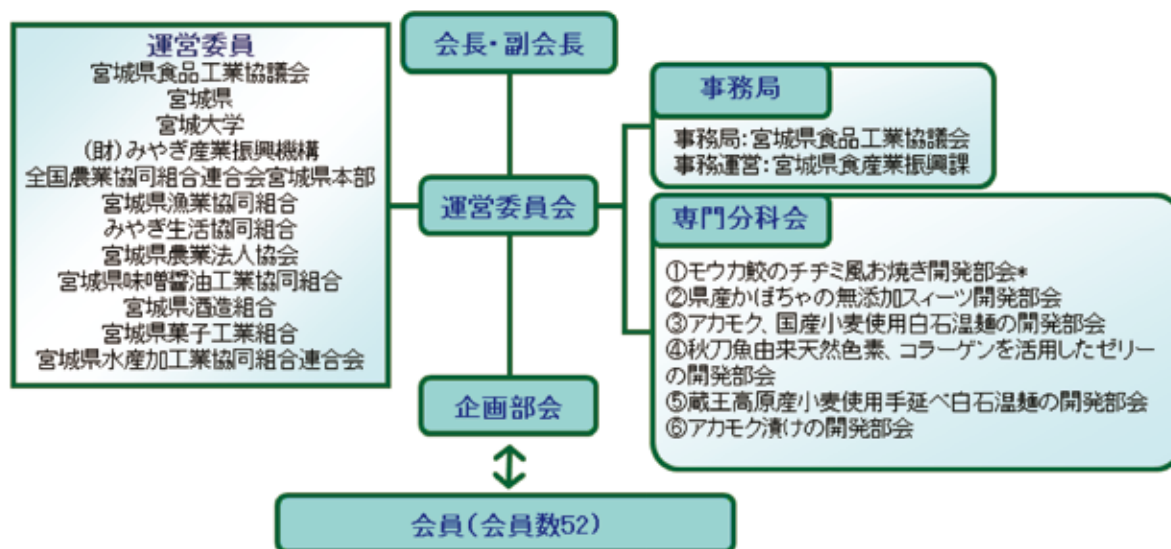 運営委員
宮城県食品工業協議会
宮城県
宮城大学
(財)みやぎ産業振興機構
全国農業協同組合連合会宮城県本部
宮城県漁業協同組合
みやぎ生活協同組合
宮城県農業法人協会
宮城県味噌醤油工業協同組合
宮城県酒造組合
宮城県菓子工業組合
宮城県水産加工業協同組合連合会
会長・副会長
運営委員会
企画部会
事務局
事務局:宮城県食品工業協議会
事務運営:宮城県食産業振興課
専門分科会
①モウカ鮫のチヂミ風お焼き開発部会*
②県産かぼちゃの無添加スィーツ開発部会
③アカモク、国産小麦使用白石温麺の開発部会
④秋刀魚由来天然色素、コラーゲンを活用したゼリー
の開発部会
⑤蔵王高原産小麦使用手延べ白石温麺の開発部会
⑥アカモク漬けの開発部会
会員(会員数52)